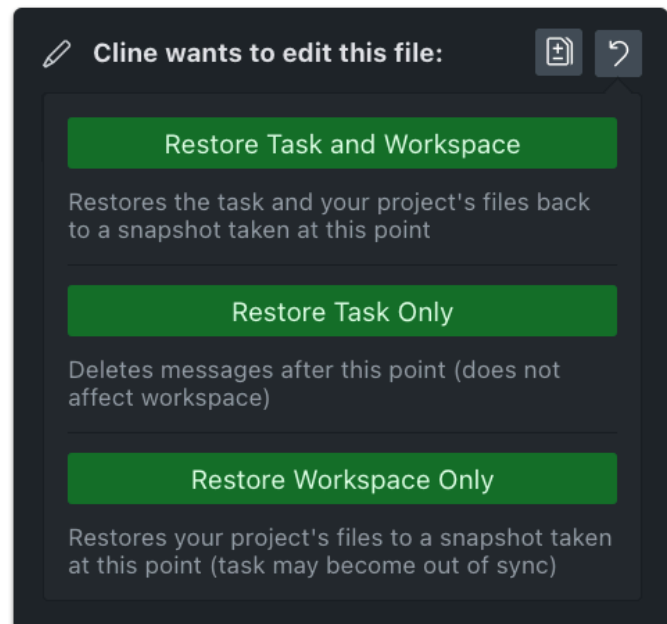 Cline wants to edit this file:
Restore Task and Workspace
Restores the task and your project's files back
to a snapshot taken at this point
Restore Task Only
Deletes messages after this point (does not
affect workspace)
Restore Workspace Only
Restores your project's files to a snapshot taken
at this point (task may become out of sync)